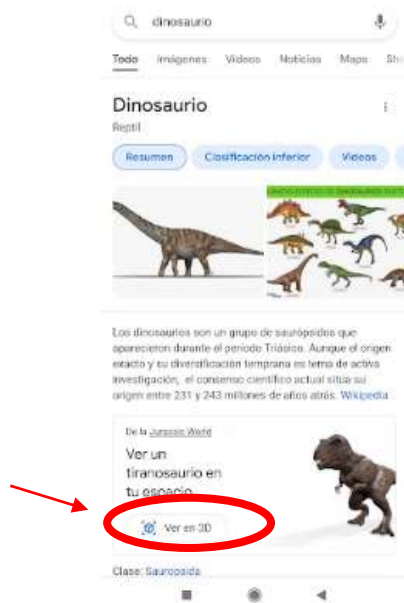 dinosaurio
Todo Imágenes Videos Noticias Maps Sh
Dinosaurio
Reptil
Resumen Clasificación inferior Videos
Los dinosaurios son un grupo de saurópsidos que
aparecieron durante el periodo Triásico. Aunque el origen
exacto y su diversificación temprana es tema de activa
investigación, el consenso científico actual sitúa su
origen entre 231 y 243 millones de años atrás. Wikipedia
De la Jurassic World
Ver un
tiranosaurio en
tu espacio
Ver en 3D
Clase: Sauropsida